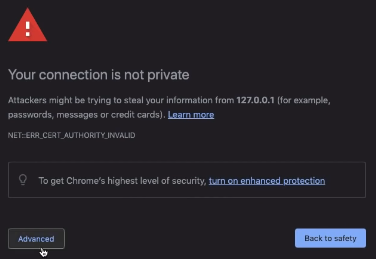 Your connection is not private
Attackers might be trying to steal your information from 127.0.0.1 (for example,
passwords, messages or credit cards). Learn more
NET::ERR_CERT_AUTHORITY_INVALID
To get Chrome's highest level of security, turn on enhanced protection
Advanced
Back to safety